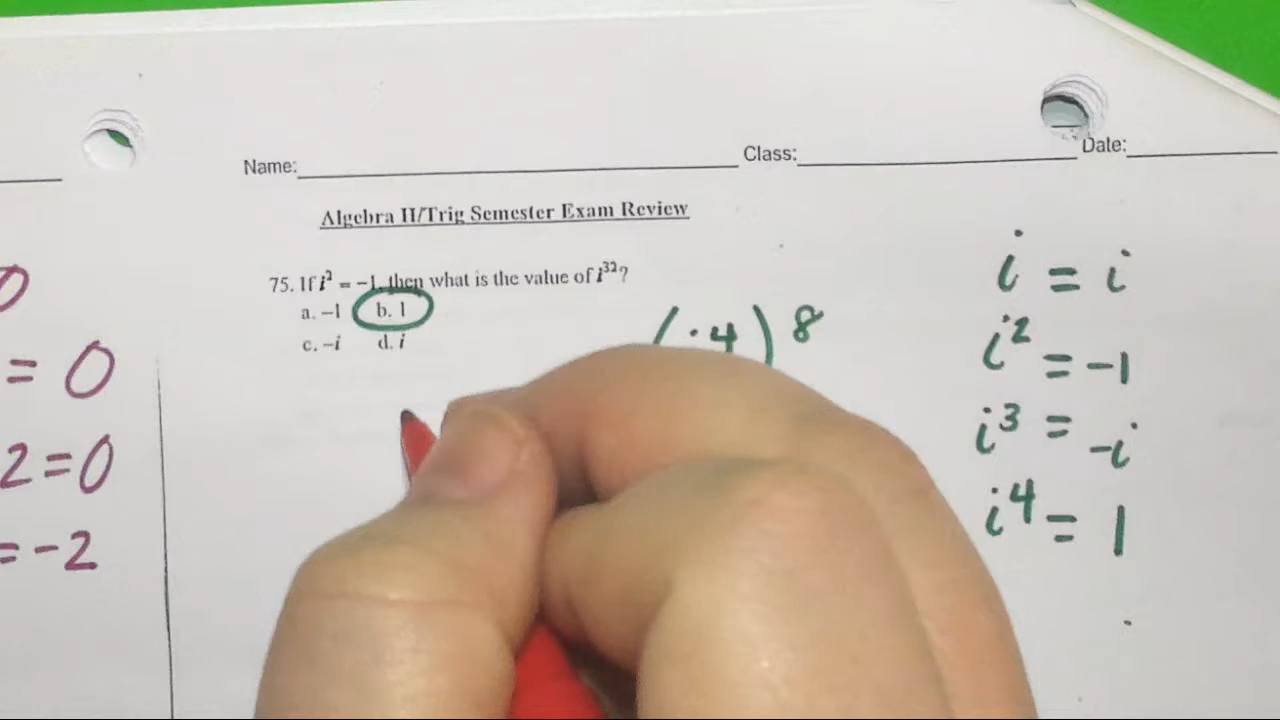 Name: Class: Date:
Algebra II/Trig Semester Exam Review
75. If i² = -1, then what is the value of i³²?
a. -1 b. 1
c. -i d. i
(i⁴)⁸
i = i
i² = -1
i³ = -i
i⁴ = 1
0
= 0
2=0
=-2